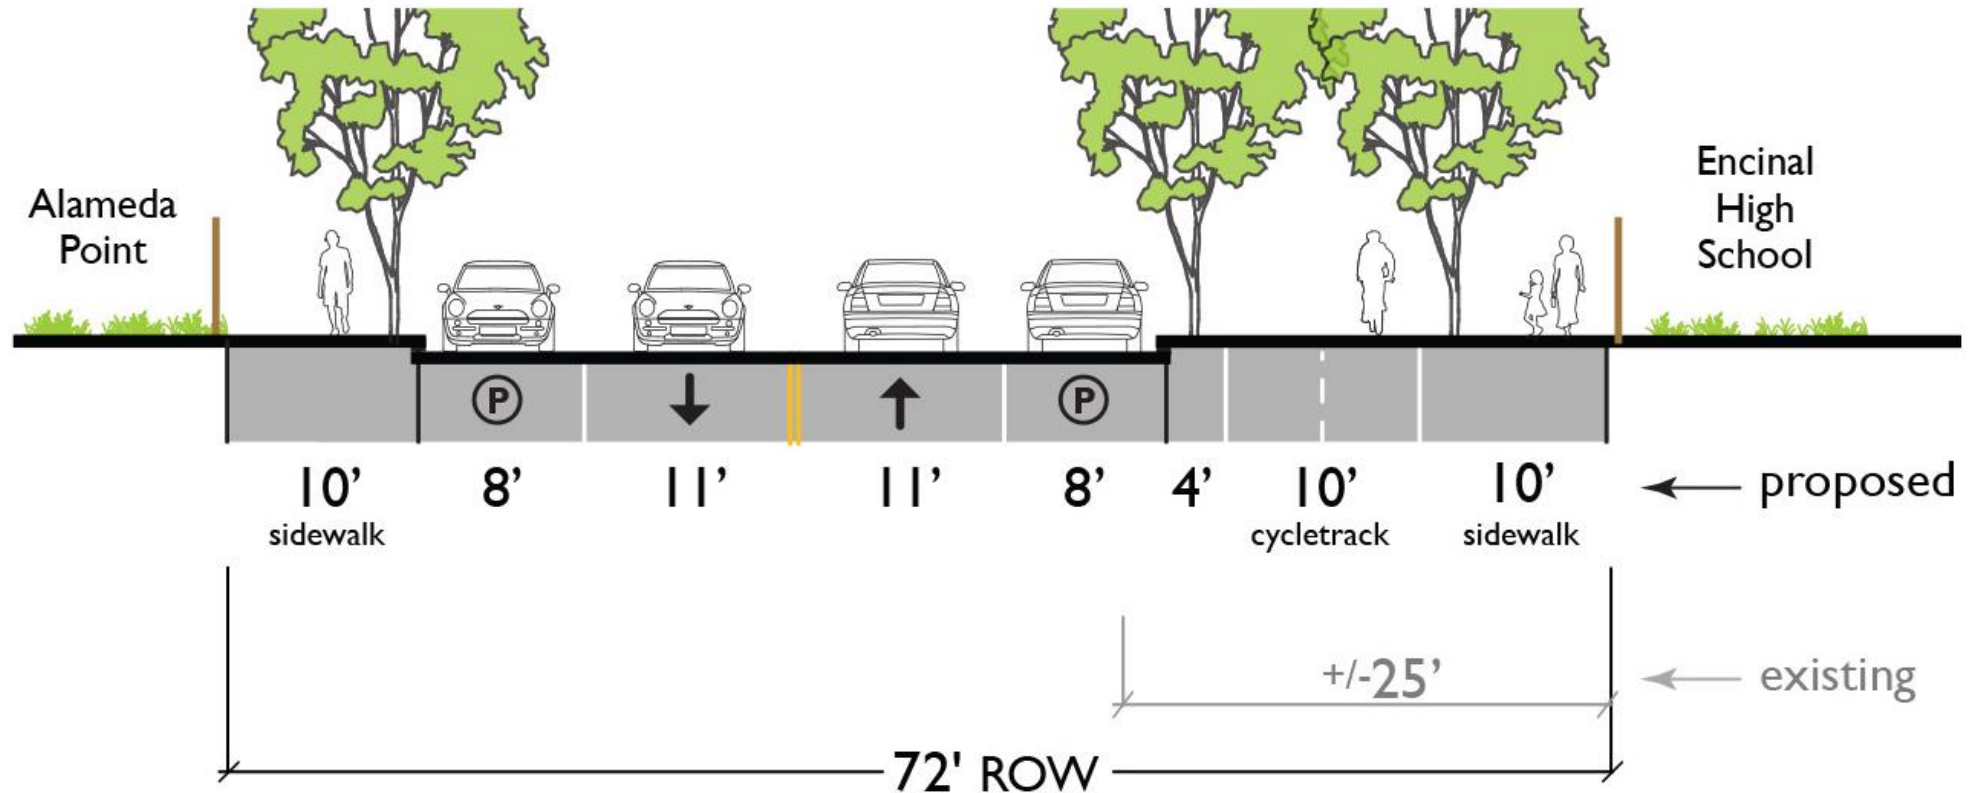 Alameda
Point
Encinal
High
School
P
P
10’ 8’ 11’ 11’ 8’ 4’ 10’ 10’ proposed
sidewalk cycletrack sidewalk
+/-25’ existing
72' ROW